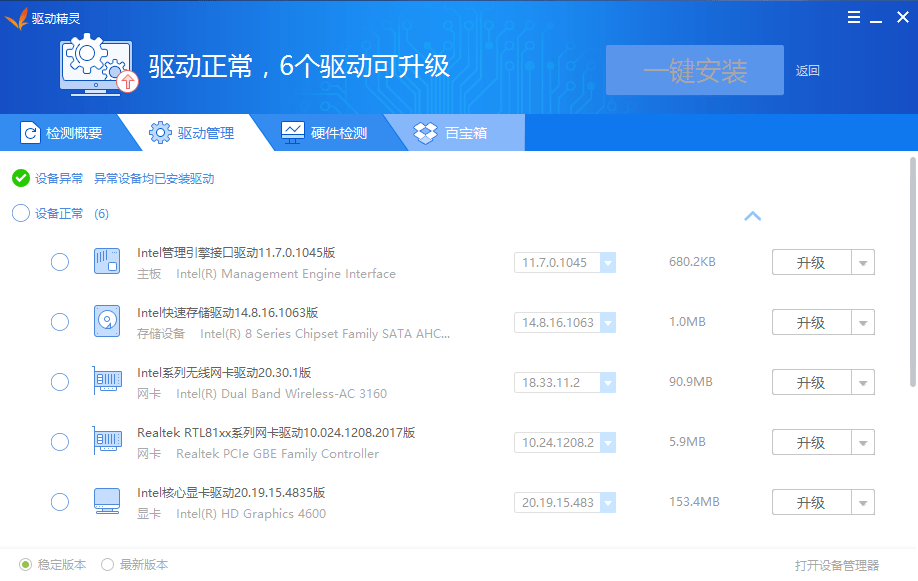 驱动精灵
驱动正常，6个驱动可升级
一键安装
返回
检测概要
驱动管理
硬件检测
百宝箱
设备异常 异常设备均已安装驱动
设备正常 (6)
Intel管理引擎接口驱动11.7.0.1045版
主板 Intel(R) Management Engine Interface
11.7.0.1045
680.2KB
升级
Intel快速存储驱动14.8.16.1063版
存储设备 Intel(R) 8 Series Chipset Family SATA AHC...
14.8.16.1063
1.0MB
升级
Intel系列无线网卡驱动20.30.1版
网卡 Intel(R) Dual Band Wireless-AC 3160
18.33.11.2
90.9MB
升级
Realtek RTL81xx系列网卡驱动10.024.1208.2017版
网卡 Realtek PCIe GBE Family Controller
10.24.1208.2
5.9MB
升级
Intel核心显卡驱动20.19.15.4835版
显卡 Intel(R) HD Graphics 4600
20.19.15.483
153.4MB
升级
稳定版本
最新版本
打开设备管理器